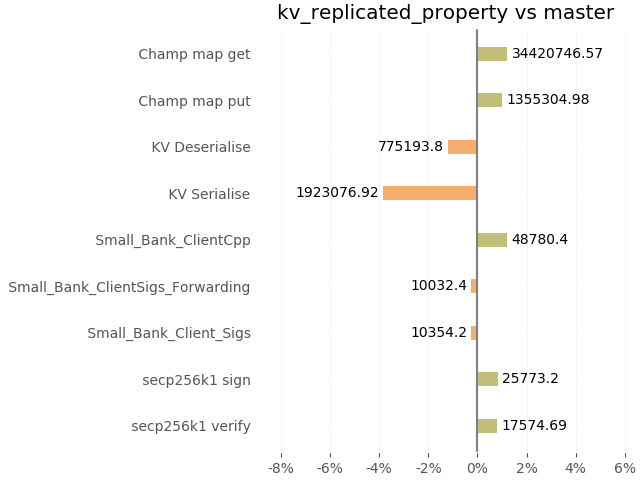 kv_replicated_property vs master
Champ map get 34420746.57
Champ map put 1355304.98
KV Deserialise 775193.8
KV Serialise 1923076.92
Small_Bank_ClientCpp 48780.4
Small_Bank_ClientSigs_Forwarding 10032.4
Small_Bank_Client_Sigs 10354.2
secp256k1 sign 25773.2
secp256k1 verify 17574.69
-8% -6% -4% -2% 0% 2% 4% 6%